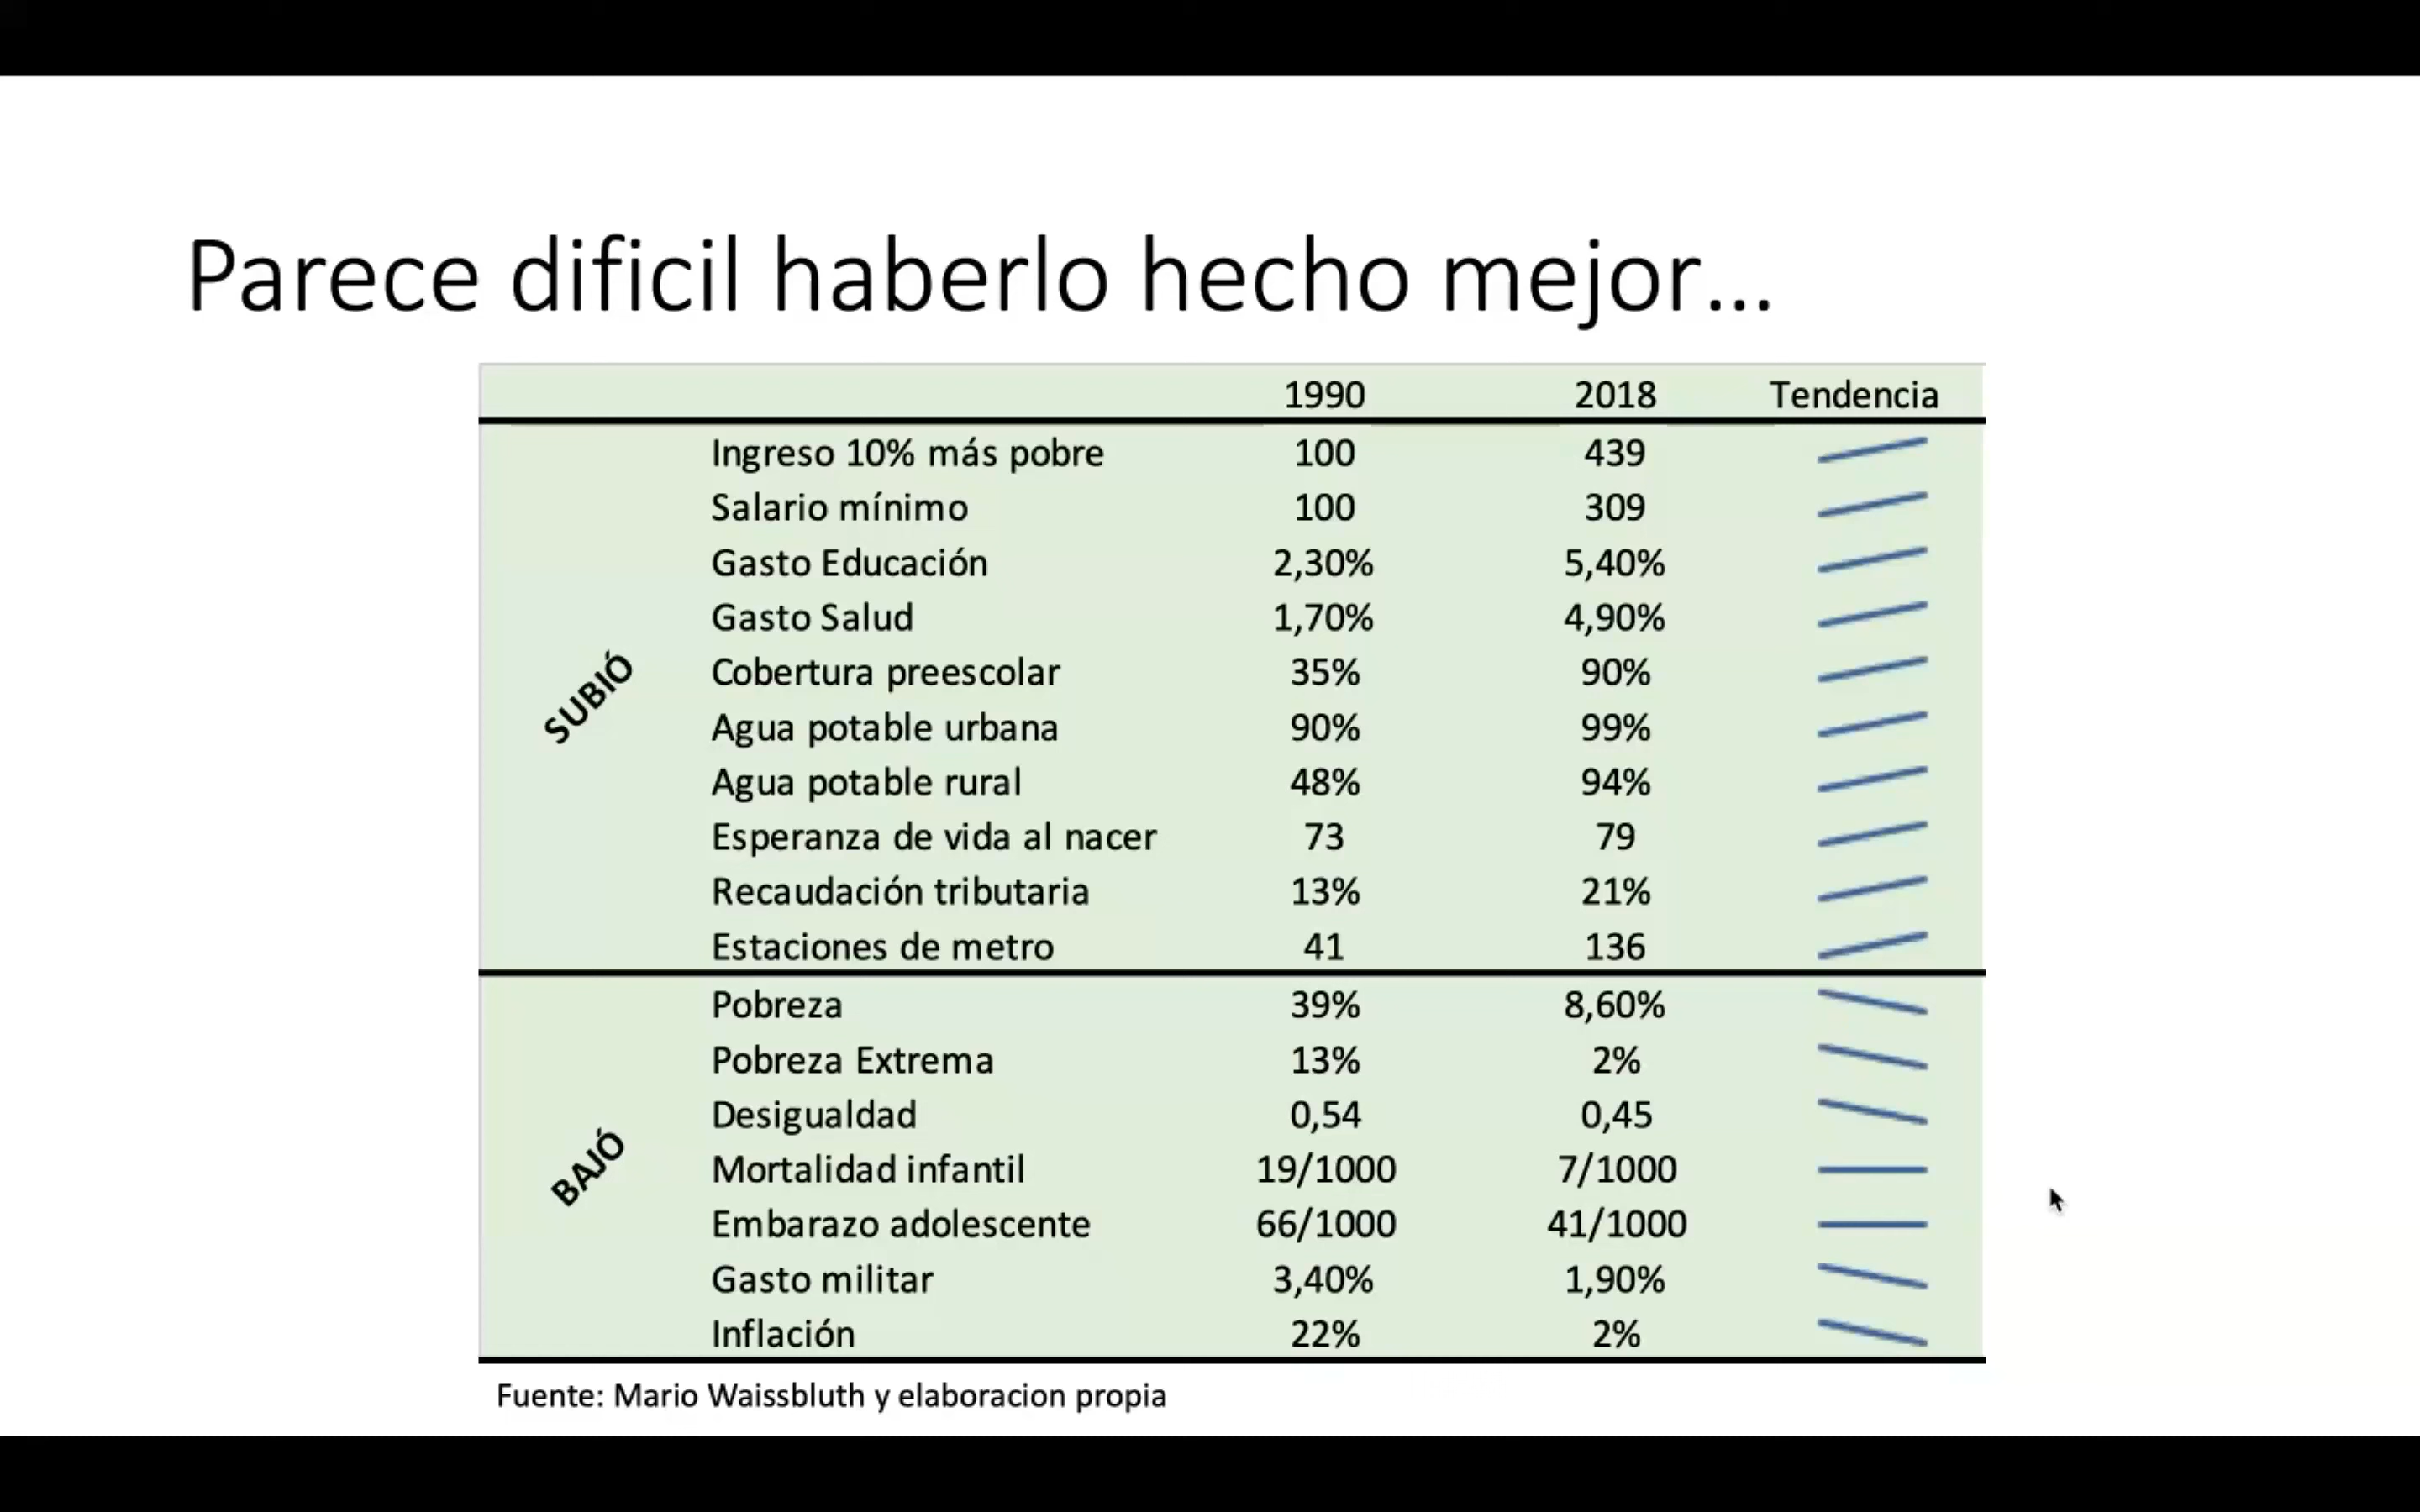 Parece dificil haberlo hecho mejor...
1990 2018 Tendencia
SUBIÓ
Ingreso 10% más pobre 100 439
Salario mínimo 100 309
Gasto Educación 2,30% 5,40%
Gasto Salud 1,70% 4,90%
Cobertura preescolar 35% 90%
Agua potable urbana 90% 99%
Agua potable rural 48% 94%
Esperanza de vida al nacer 73 79
Recaudación tributaria 13% 21%
Estaciones de metro 41 136
BAJÓ
Pobreza 39% 8,60%
Pobreza Extrema 13% 2%
Desigualdad 0,54 0,45
Mortalidad infantil 19/1000 7/1000
Embarazo adolescente 66/1000 41/1000
Gasto militar 3,40% 1,90%
Inflación 22% 2%
Fuente: Mario Waissbluth y elaboracion propia